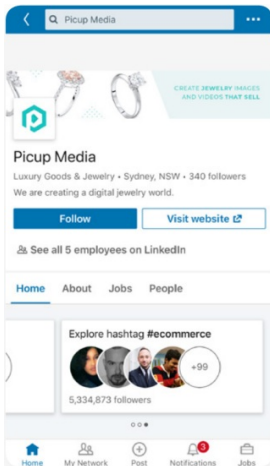 Picup Media
CREATE JEWELRY IMAGES
AND VIDEOS THAT SELL
Picup Media
Luxury Goods & Jewelry • Sydney, NSW • 340 followers
We are creating a digital jewelry world.
Follow
Visit website
See all 5 employees on LinkedIn
Home About Jobs People
Explore hashtag #ecommerce
+99
5,334,873 followers
3
Home My Network Post Notifications Jobs